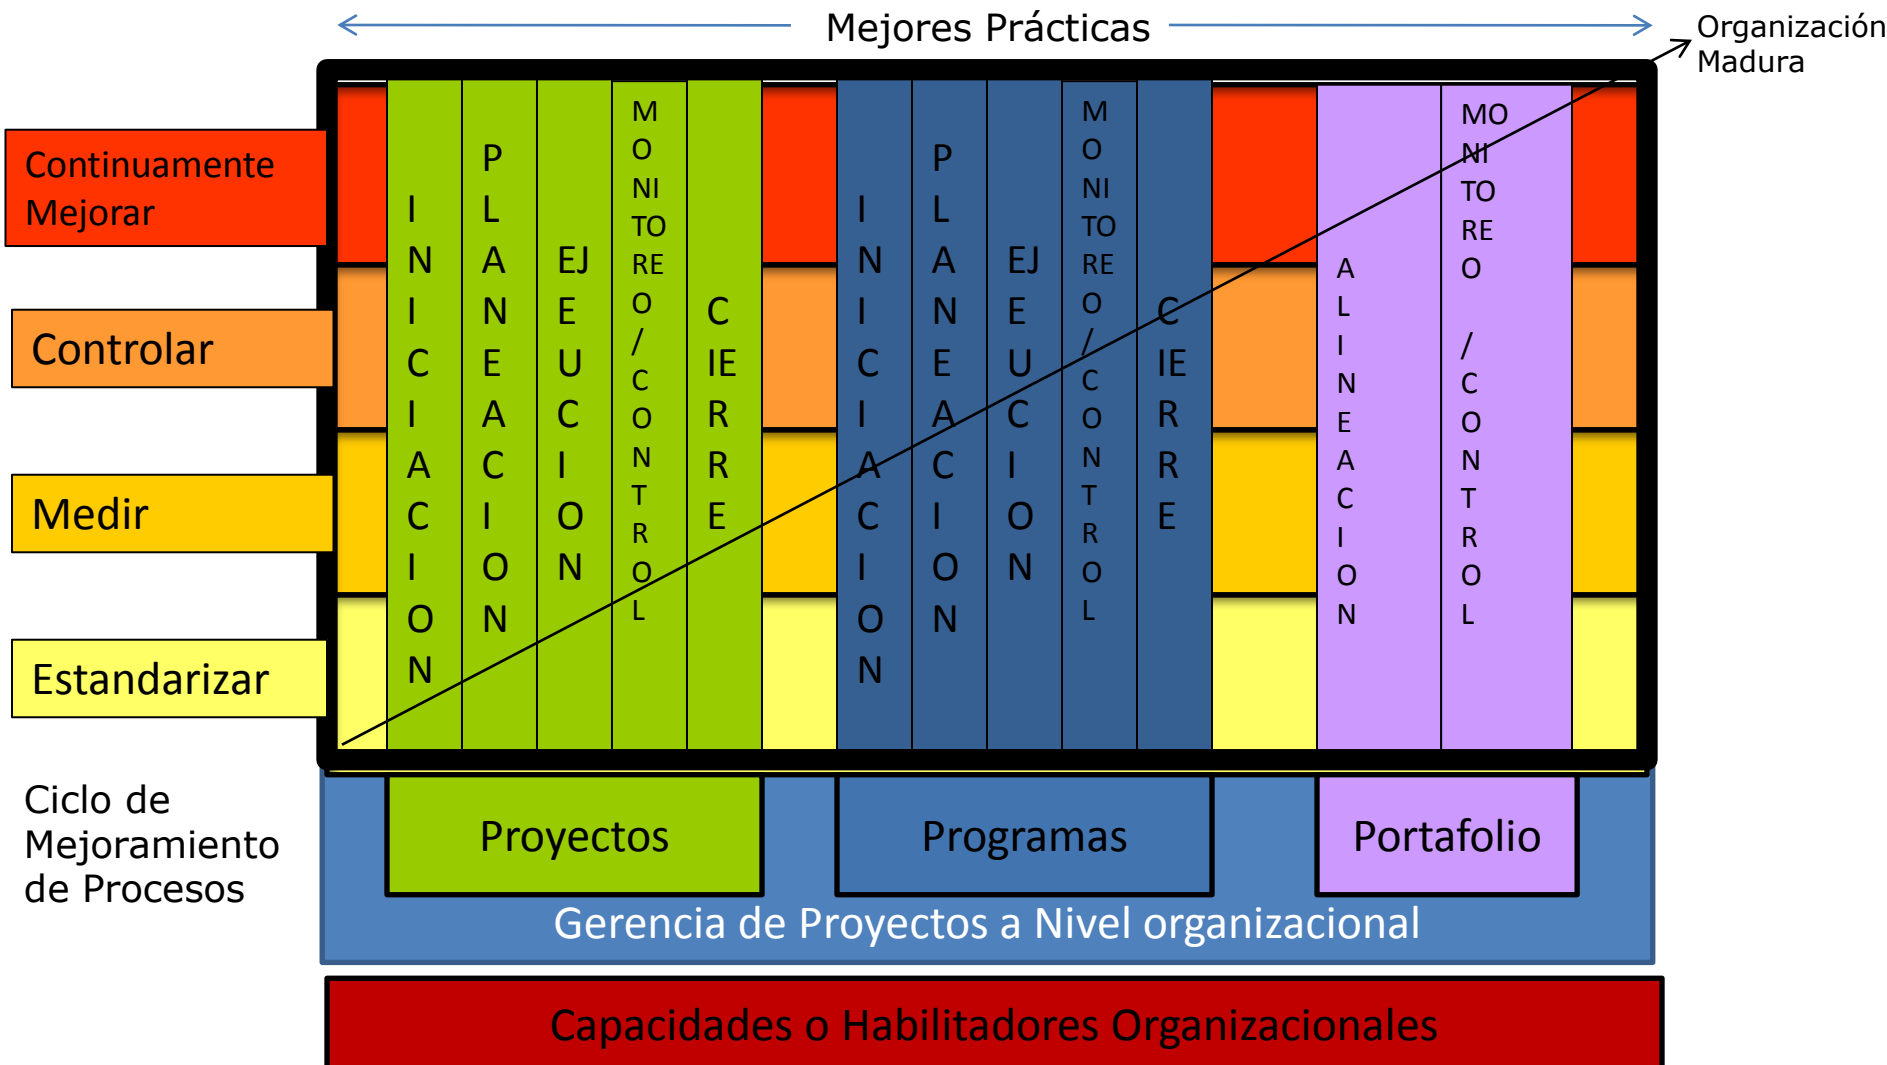 Mejores Prácticas
Organización
Madura
Continuamente
Mejorar
Controlar
Medir
Estandarizar
INICIACION
PLANEACION
EJEUCION
MONITOREO/CONTROL
CIERRE
INICIACION
PLANEACION
EJEUCION
MONITOREO/CONTROL
CIERRE
ALINEACION
MONITOREO /CONTROL
Ciclo de
Mejoramiento
de Procesos
Proyectos
Programas
Portafolio
Gerencia de Proyectos a Nivel organizacional
Capacidades o Habilitadores Organizacionales